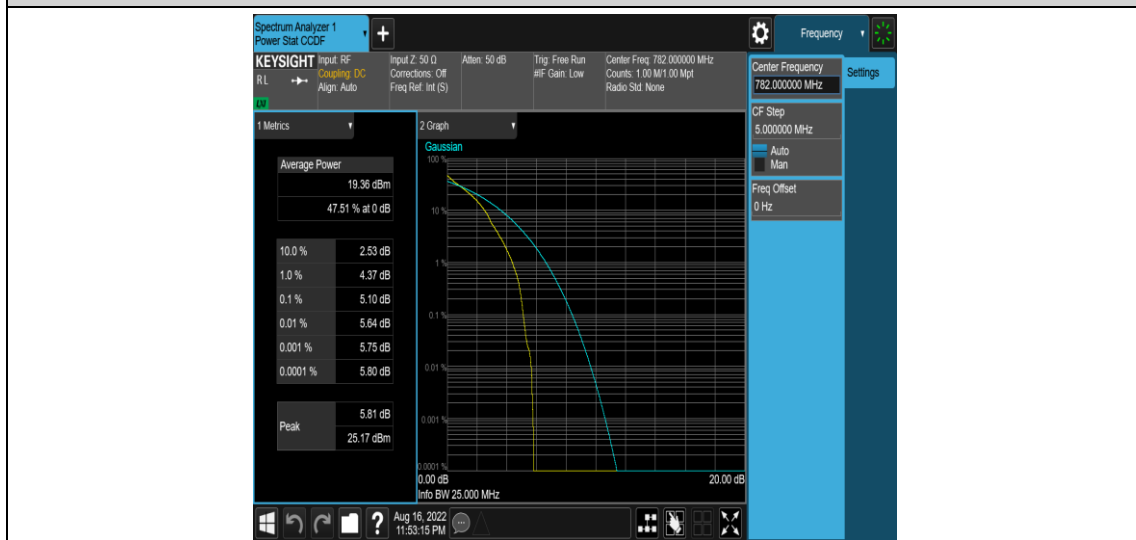 Spectrum Analyzer 1
Power Stat CCDF
+
Frequency
KEYSIGHT
R L
LXI
Input: RF
Coupling: DC
Align: Auto
Input Z: 50 Ω
Corrections: Off
Freq Ref: Int (S)
Atten: 50 dB
Trig: Free Run
#IF Gain: Low
Center Freq: 782.000000 MHz
Counts: 1.00 M/1.00 Mpt
Radio Std: None
Center Frequency
782.000000 MHz
Settings
CF Step
5.000000 MHz
Auto
Man
Freq Offset
0 Hz
1 Metrics
Average Power
19.36 dBm
47.51 % at 0 dB
10.0 % 2.53 dB
1.0 % 4.37 dB
0.1 % 5.10 dB
0.01 % 5.64 dB
0.001 % 5.75 dB
0.0001 % 5.80 dB
Peak
5.81 dB
25.17 dBm
2 Graph
Gaussian
100 %
10 %
1 %
0.1 %
0.01 %
0.001 %
0.0001 %
0.00 dB 20.00 dB
Info BW 25.000 MHz
?
Aug 16, 2022
11:53:15 PM